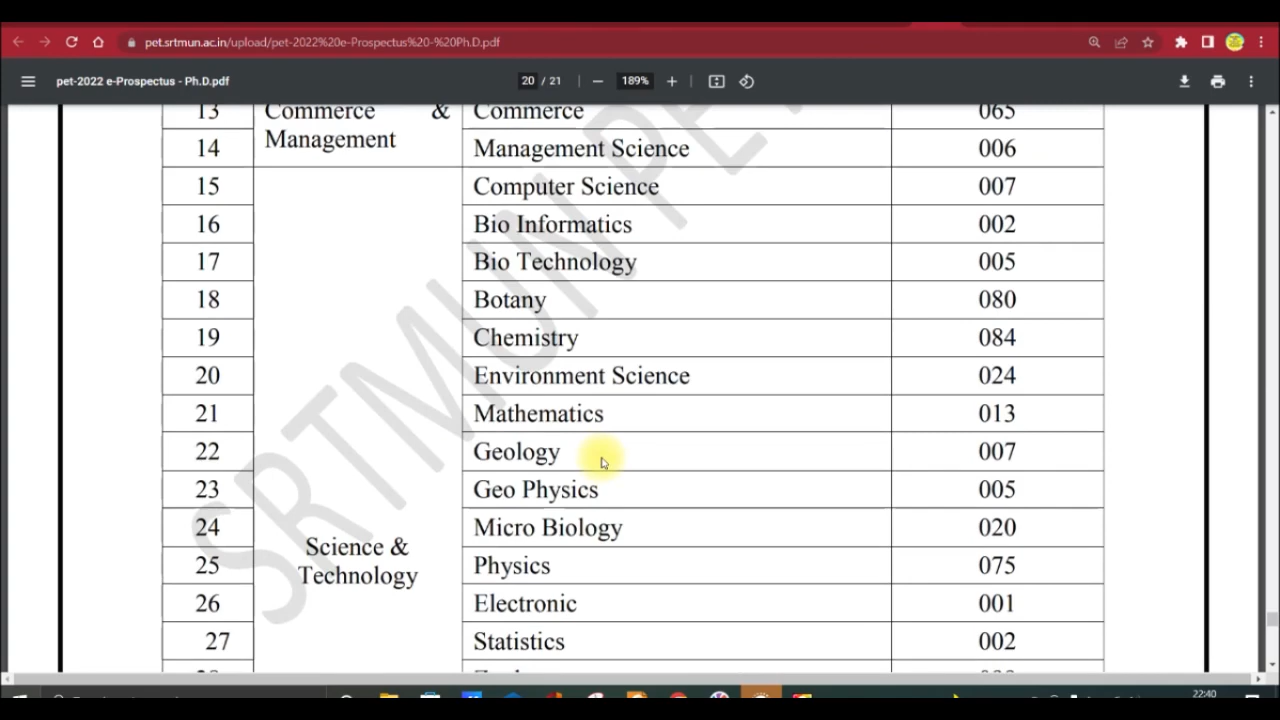 pet.srtmun.ac.in/upload/pet-2022%20e-Prospectus%20-%20Ph.D.pdf
pet-2022 e-Prospectus - Ph.D.pdf 20 / 21 189%
13 Commerce & Commerce 065
Management
14 Management Science 006
15 Computer Science 007
16 Bio Informatics 002
17 Bio Technology 005
18 Botany 080
19 Chemistry 084
20 Environment Science 024
21 Mathematics 013
22 Geology 007
23 Geo Physics 005
24 Micro Biology 020
Science &
Technology
25 Physics 075
26 Electronic 001
27 Statistics 002
SRTMUN PET
22:40